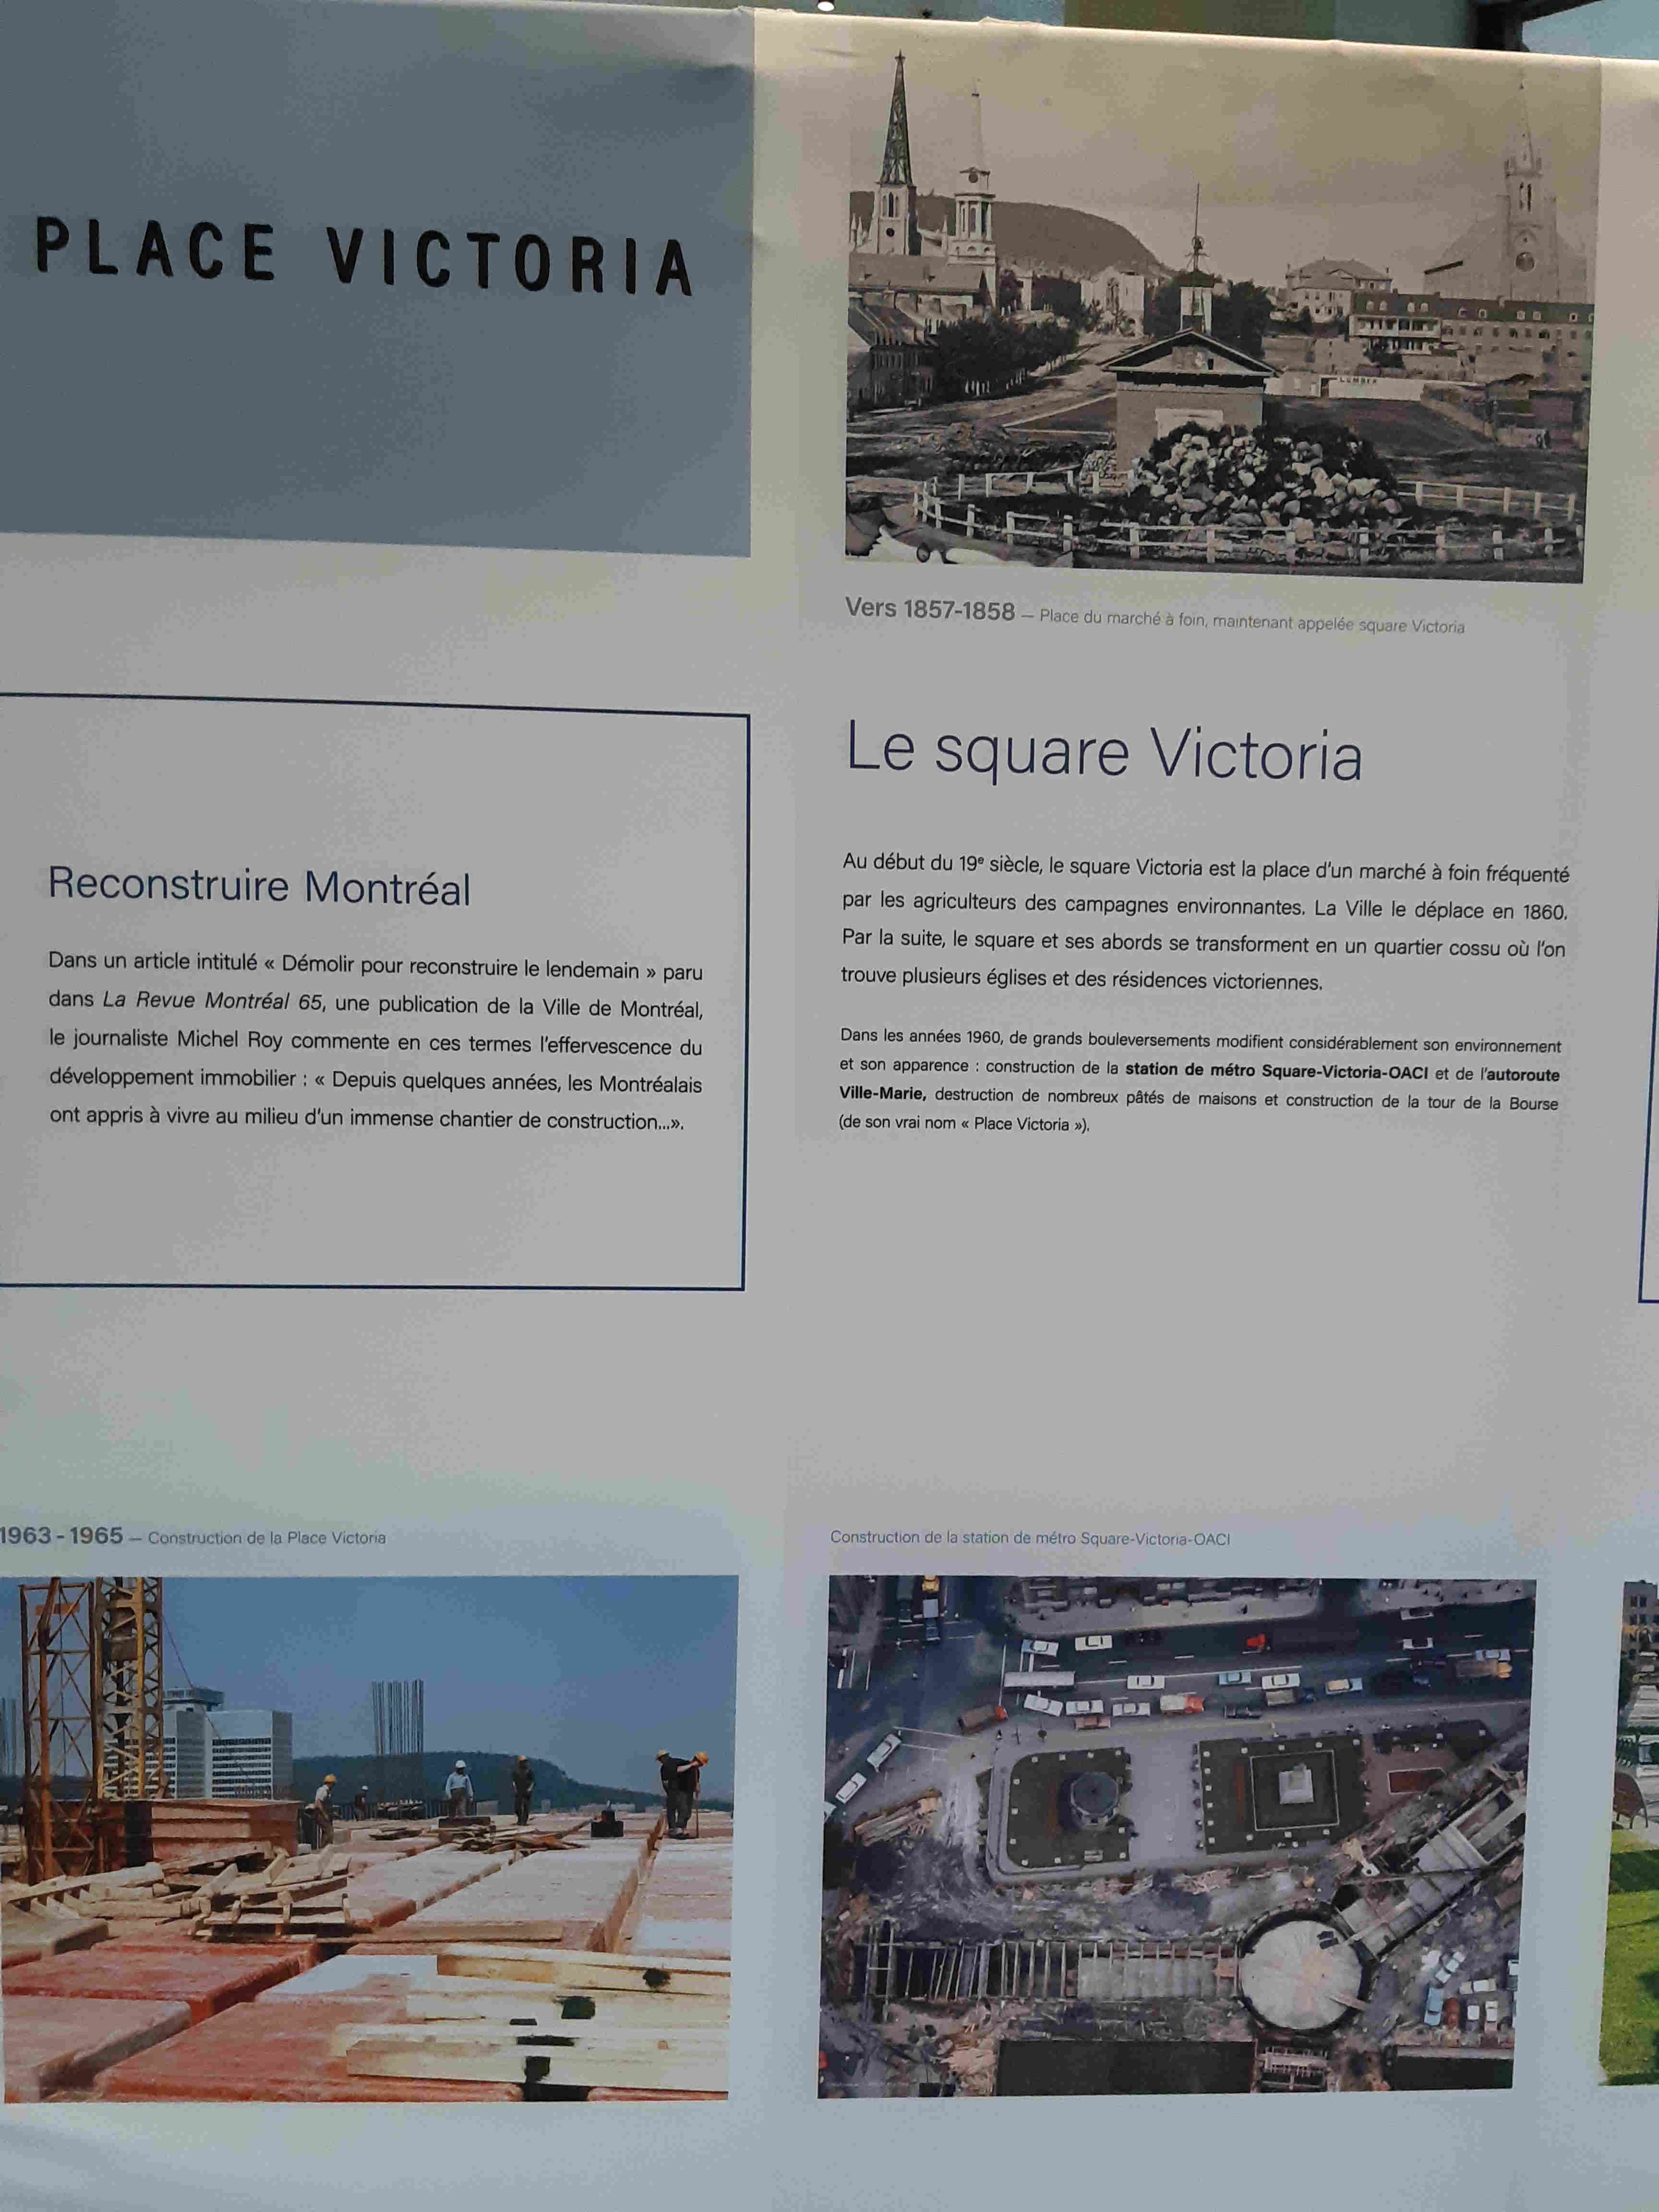 PLACE VICTORIA
LUMBER
Vers 1857-1858 — Place du marché à foin, maintenant appelée square Victoria
Reconstruire Montréal
Dans un article intitulé « Démolir pour reconstruire le lendemain » paru
dans La Revue Montréal 65, une publication de la Ville de Montréal,
le journaliste Michel Roy commente en ces termes l'effervescence du
développement immobilier : « Depuis quelques années, les Montréalais
ont appris à vivre au milieu d'un immense chantier de construction...».
Le square Victoria
Au début du 19e siècle, le square Victoria est la place d'un marché à foin fréquenté
par les agriculteurs des campagnes environnantes. La Ville le déplace en 1860.
Par la suite, le square et ses abords se transforment en un quartier cossu où l'on
trouve plusieurs églises et des résidences victoriennes.
Dans les années 1960, de grands bouleversements modifient considérablement son environnement
et son apparence : construction de la station de métro Square-Victoria-OACI et de l'autoroute
Ville-Marie, destruction de nombreux pâtés de maisons et construction de la tour de la Bourse
(de son vrai nom « Place Victoria »).
1963 - 1965 — Construction de la Place Victoria
Construction de la station de métro Square-Victoria-OACI